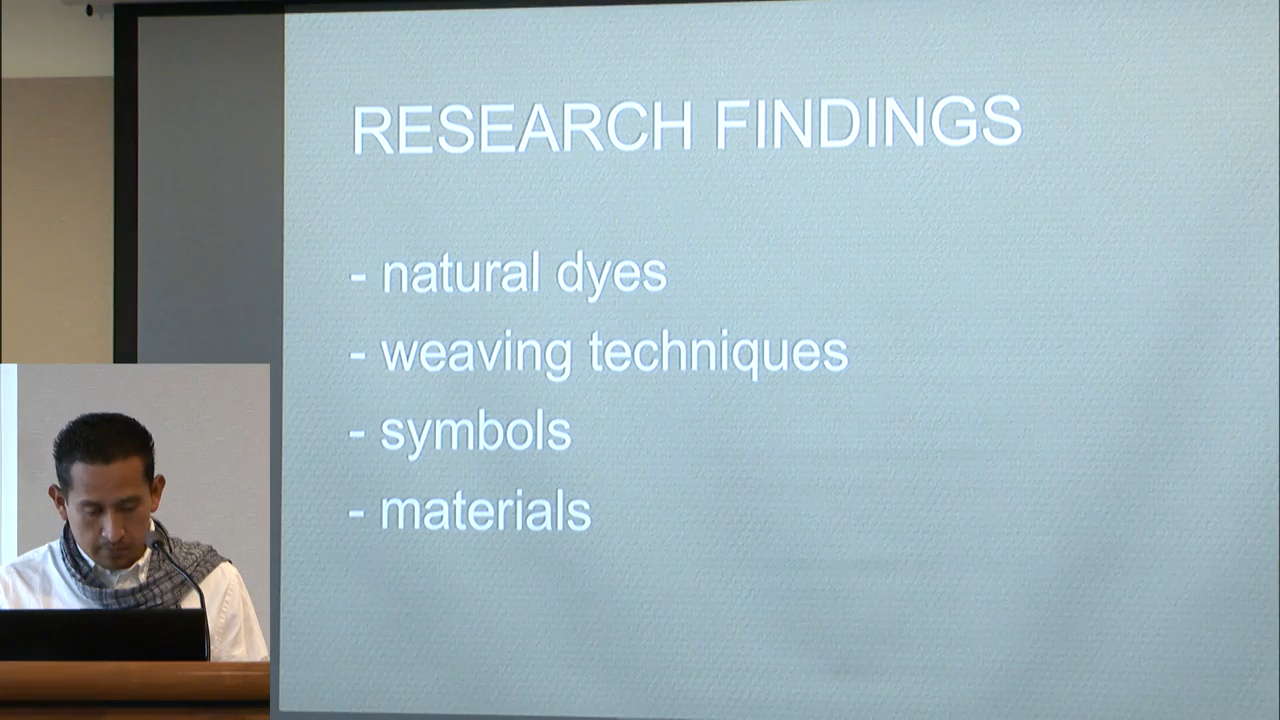 RESEARCH FINDINGS
- natural dyes
- weaving techniques
- symbols
- materials